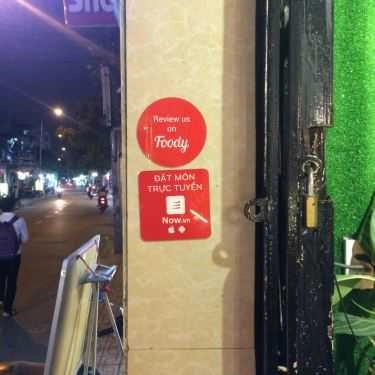 Review us
on
Foody
ĐẶT MÓN
TRỰC TUYẾN
Now.vn